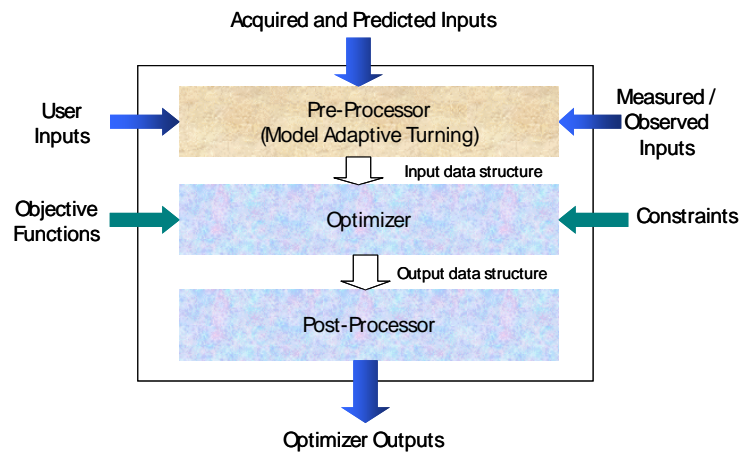 Acquired and Predicted Inputs
User
Inputs
Pre-Processor
(Model Adaptive Turning)
Measured /
Observed
Inputs
Input data structure
Objective
Functions
Optimizer
Constraints
Output data structure
Post-Processor
Optimizer Outputs